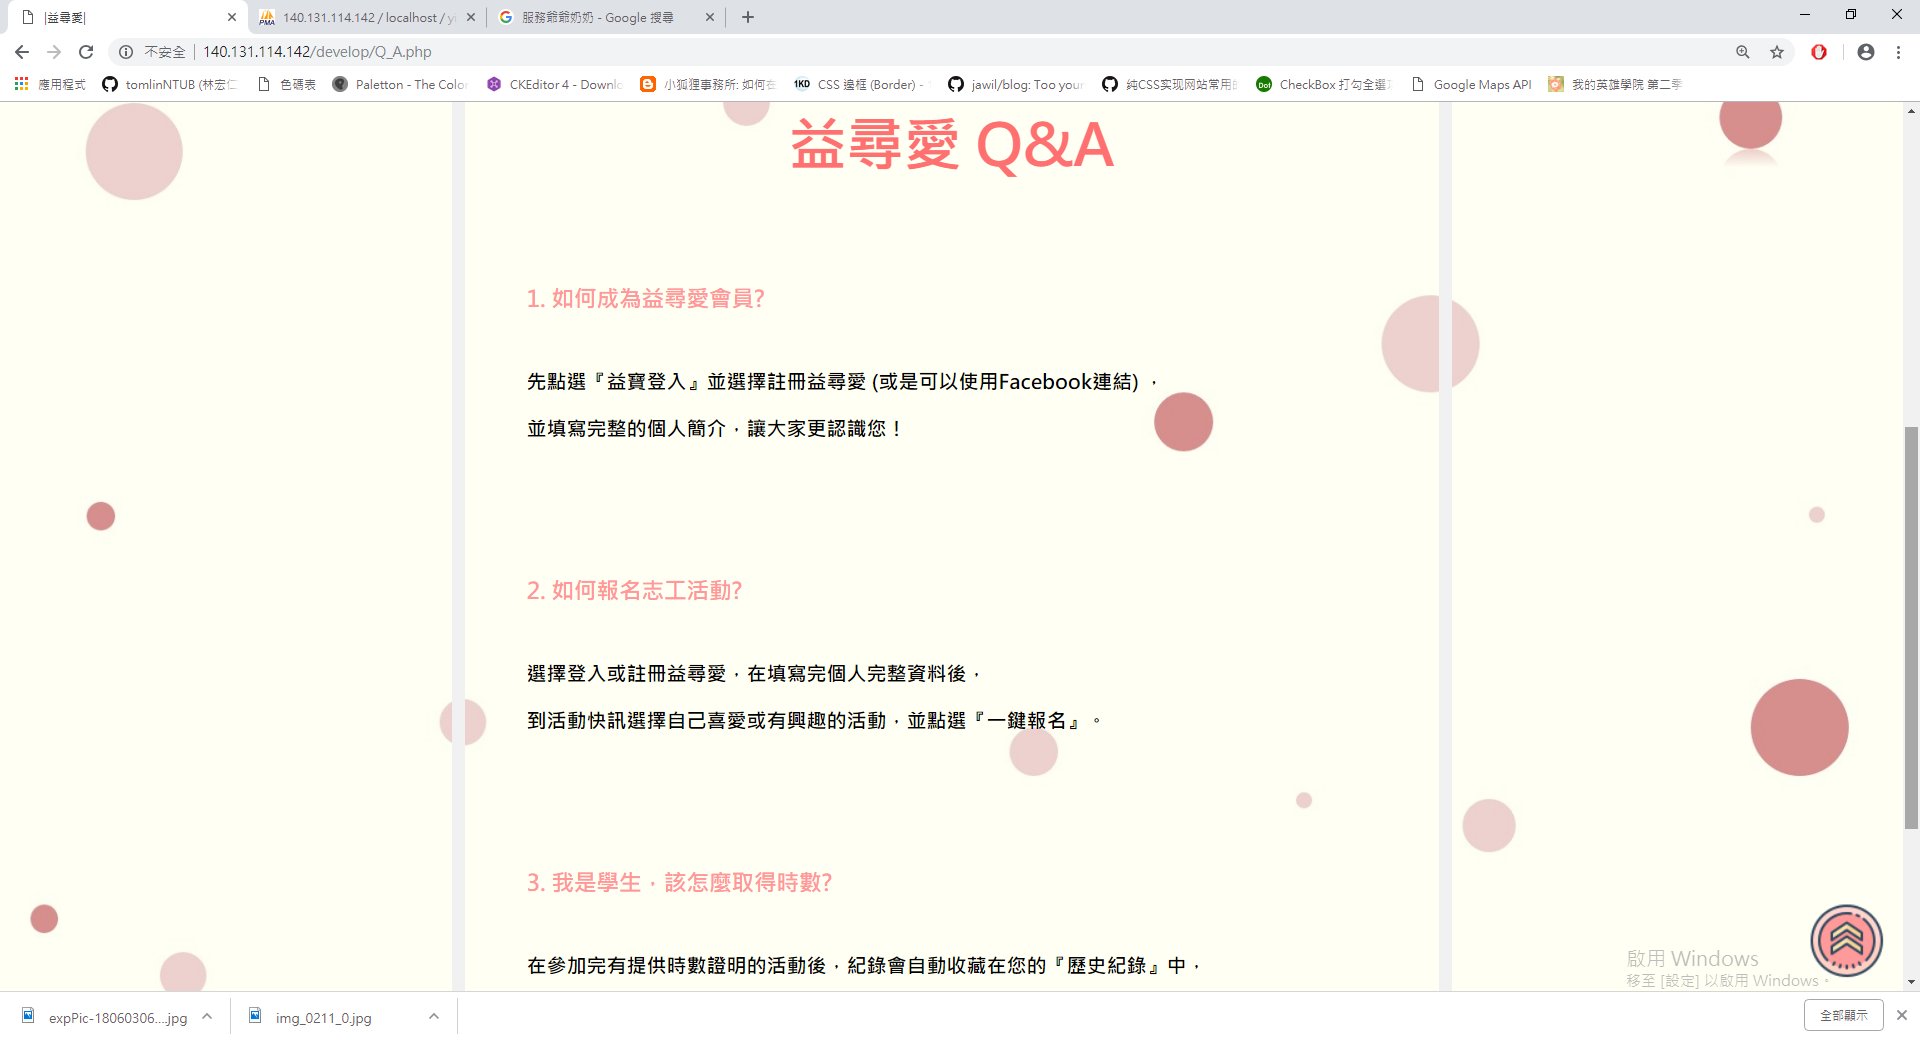 |益尋愛|
140.131.114.142 / localhost / yi
服務爺爺奶奶 - Google 搜尋
不安全
140.131.114.142/develop/Q_A.php
應用程式
tomlinNTUB (林宏仁
色碼表
Paletton - The Color
CKEditor 4 - Downlo
小狐狸事務所: 如何在
1KD CSS 邊框 (Border) -
jawil/blog: Too your
純CSS实现网站常用的
Dof CheckBox 打勾全選
Google Maps API
我的英雄學院 第二季
益尋愛 Q&A
1. 如何成為益尋愛會員?
先點選『益寶登入』並選擇註冊益尋愛 (或是可以使用Facebook連結) ，
並填寫完整的個人簡介，讓大家更認識您！
2. 如何報名志工活動?
選擇登入或註冊益尋愛，在填寫完個人完整資料後，
到活動快訊選擇自己喜愛或有興趣的活動，並點選『一鍵報名』。
3. 我是學生，該怎麼取得時數?
在參加完有提供時數證明的活動後，紀錄會自動收藏在您的『歷史紀錄』中，
啟用 Windows
移至 [設定] 以啟用 Windows。
expPic-18060306....jpg
img_0211_0.jpg
全部顯示